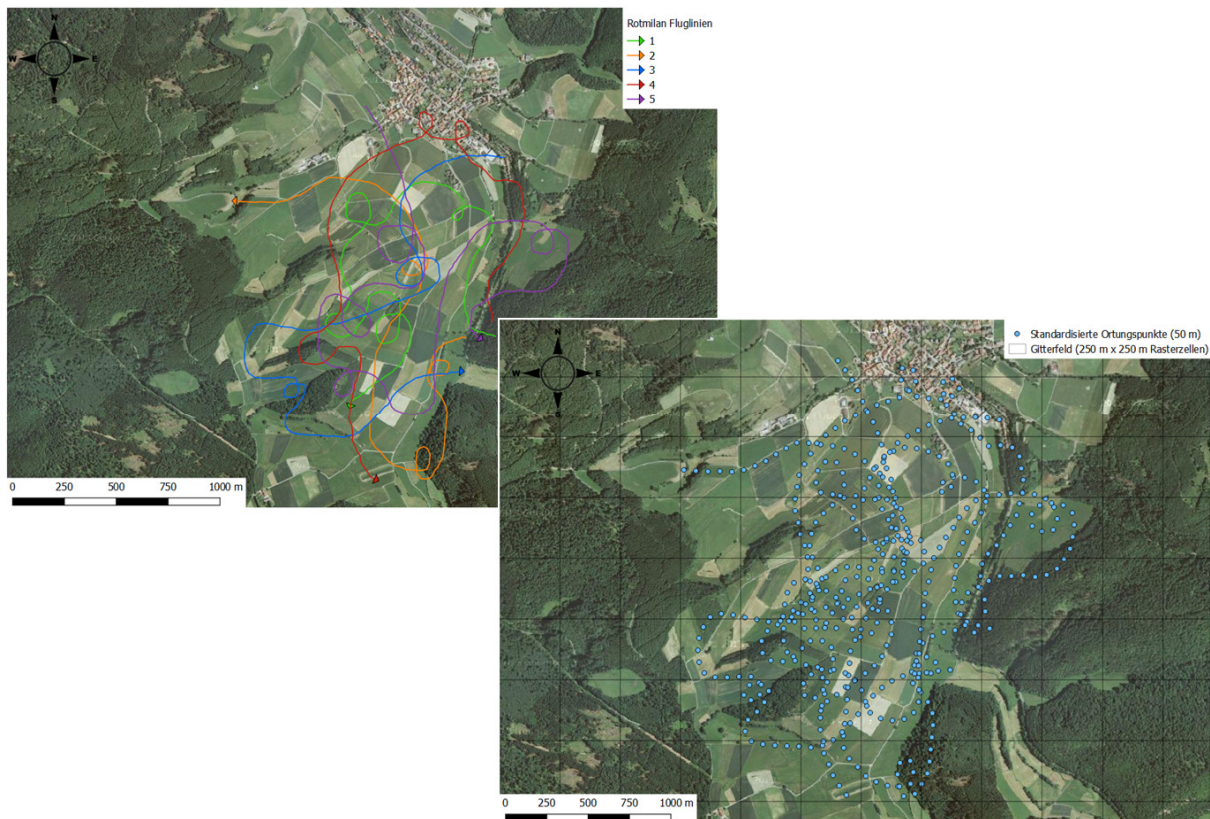 N
W E
S
Rotmilan Fluglinien
1
2
3
4
5
0 250 500 750 1000 m
N
W E
S
Standardisierte Ortungspunkte (50 m)
Gitterfeld (250 m x 250 m Rasterzellen)
0 250 500 750 1000 m